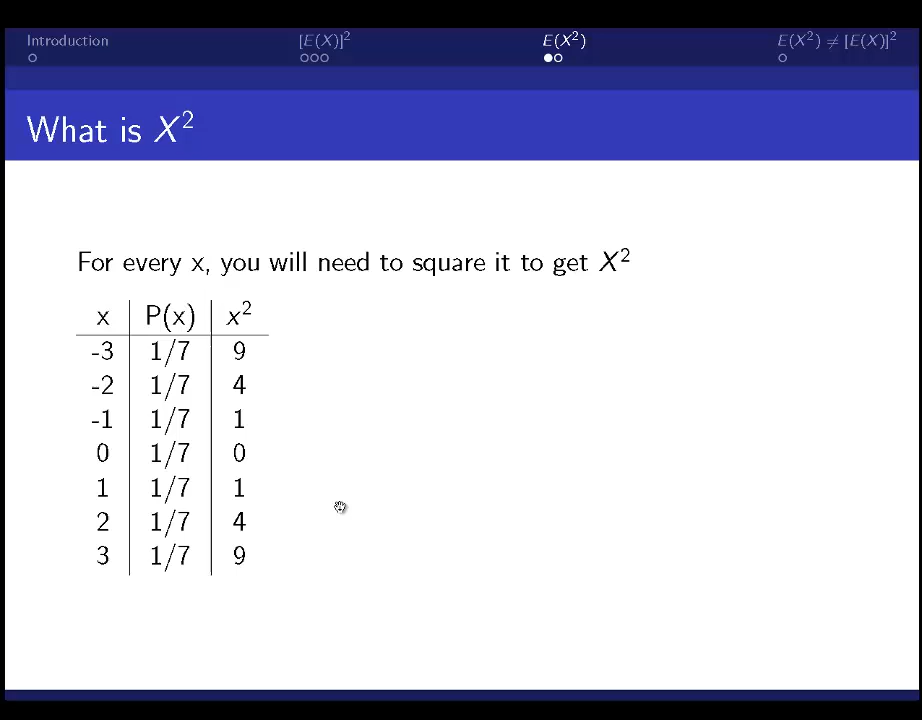 Introduction [E(X)]² E(X²) E(X²) ≠ [E(X)]²
What is X²
For every x, you will need to square it to get X²
x P(x) x²
-3 1/7 9
-2 1/7 4
-1 1/7 1
0 1/7 0
1 1/7 1
2 1/7 4
3 1/7 9